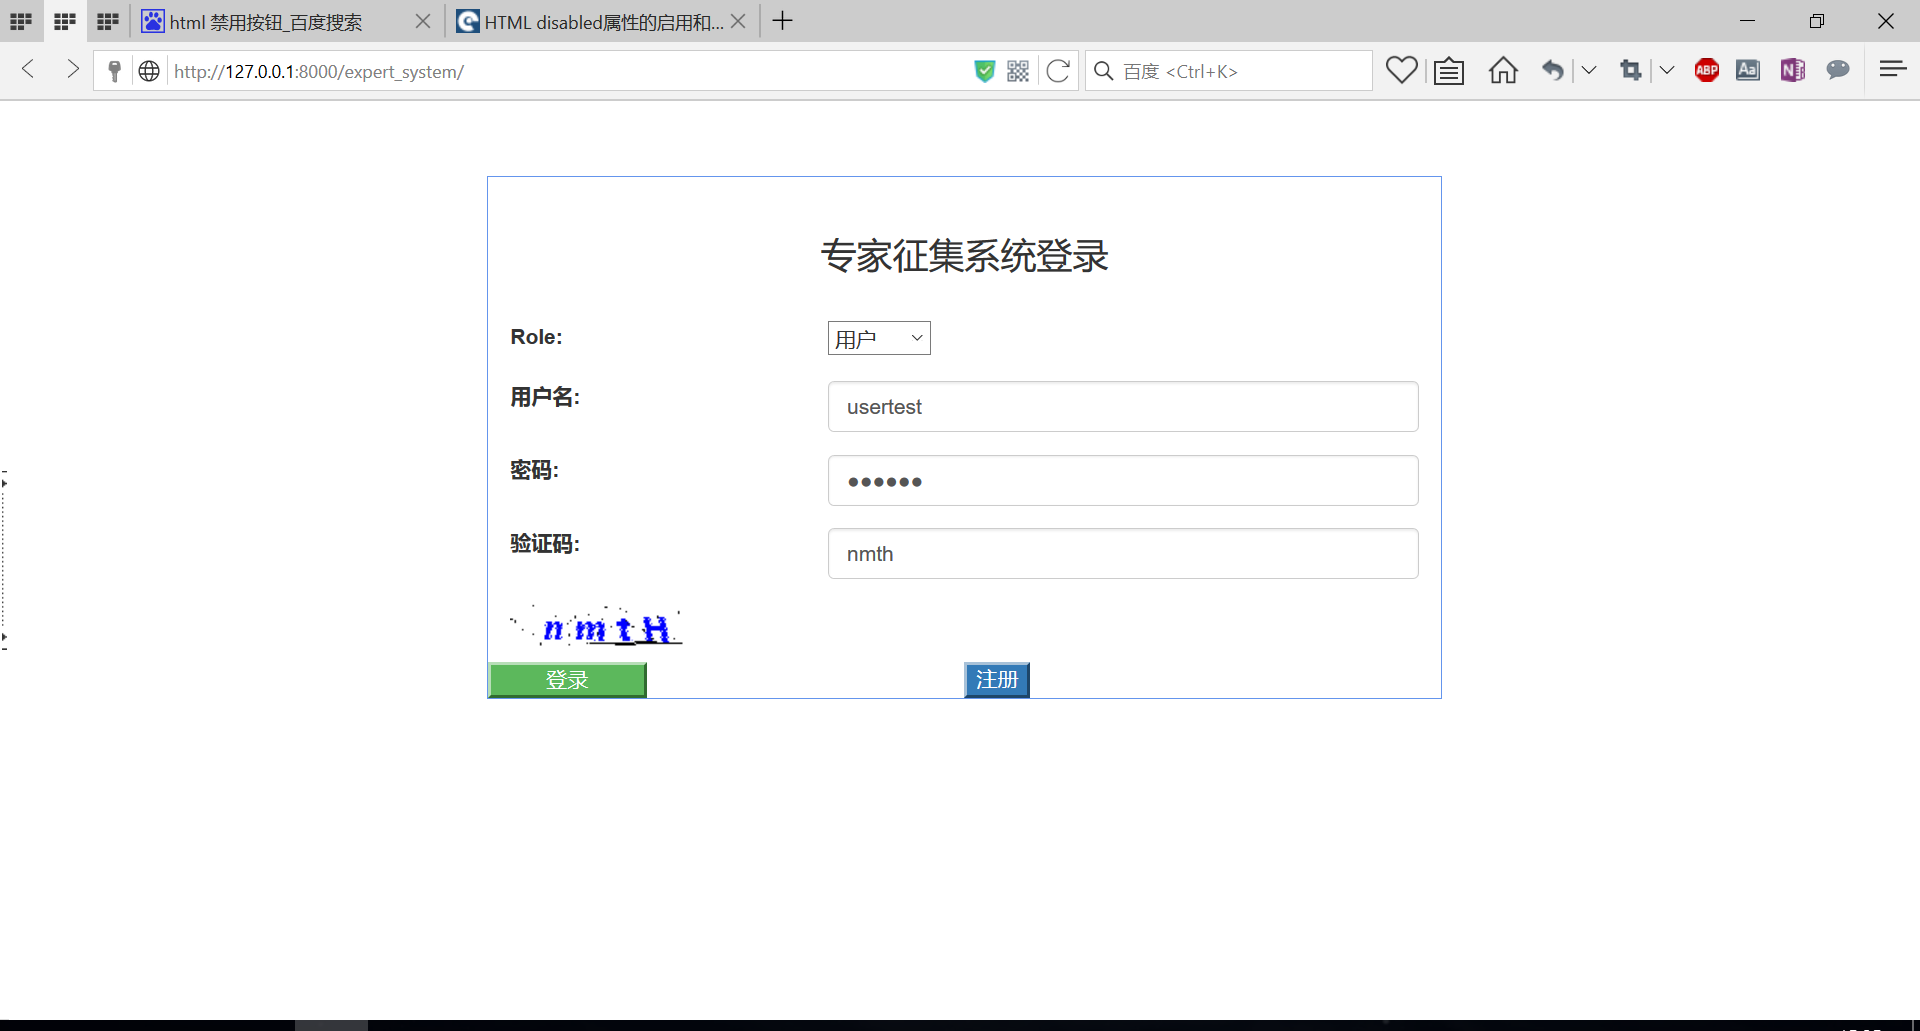 html 禁用按钮_百度搜索
HTML disabled属性的启用和...
http://127.0.0.1:8000/expert_system/
百度 <Ctrl+K>
ABP
Aa
N
专家征集系统登录
Role:
用户
用户名:
usertest
密码:
••••••
验证码:
nmth
nmtH
登录
注册